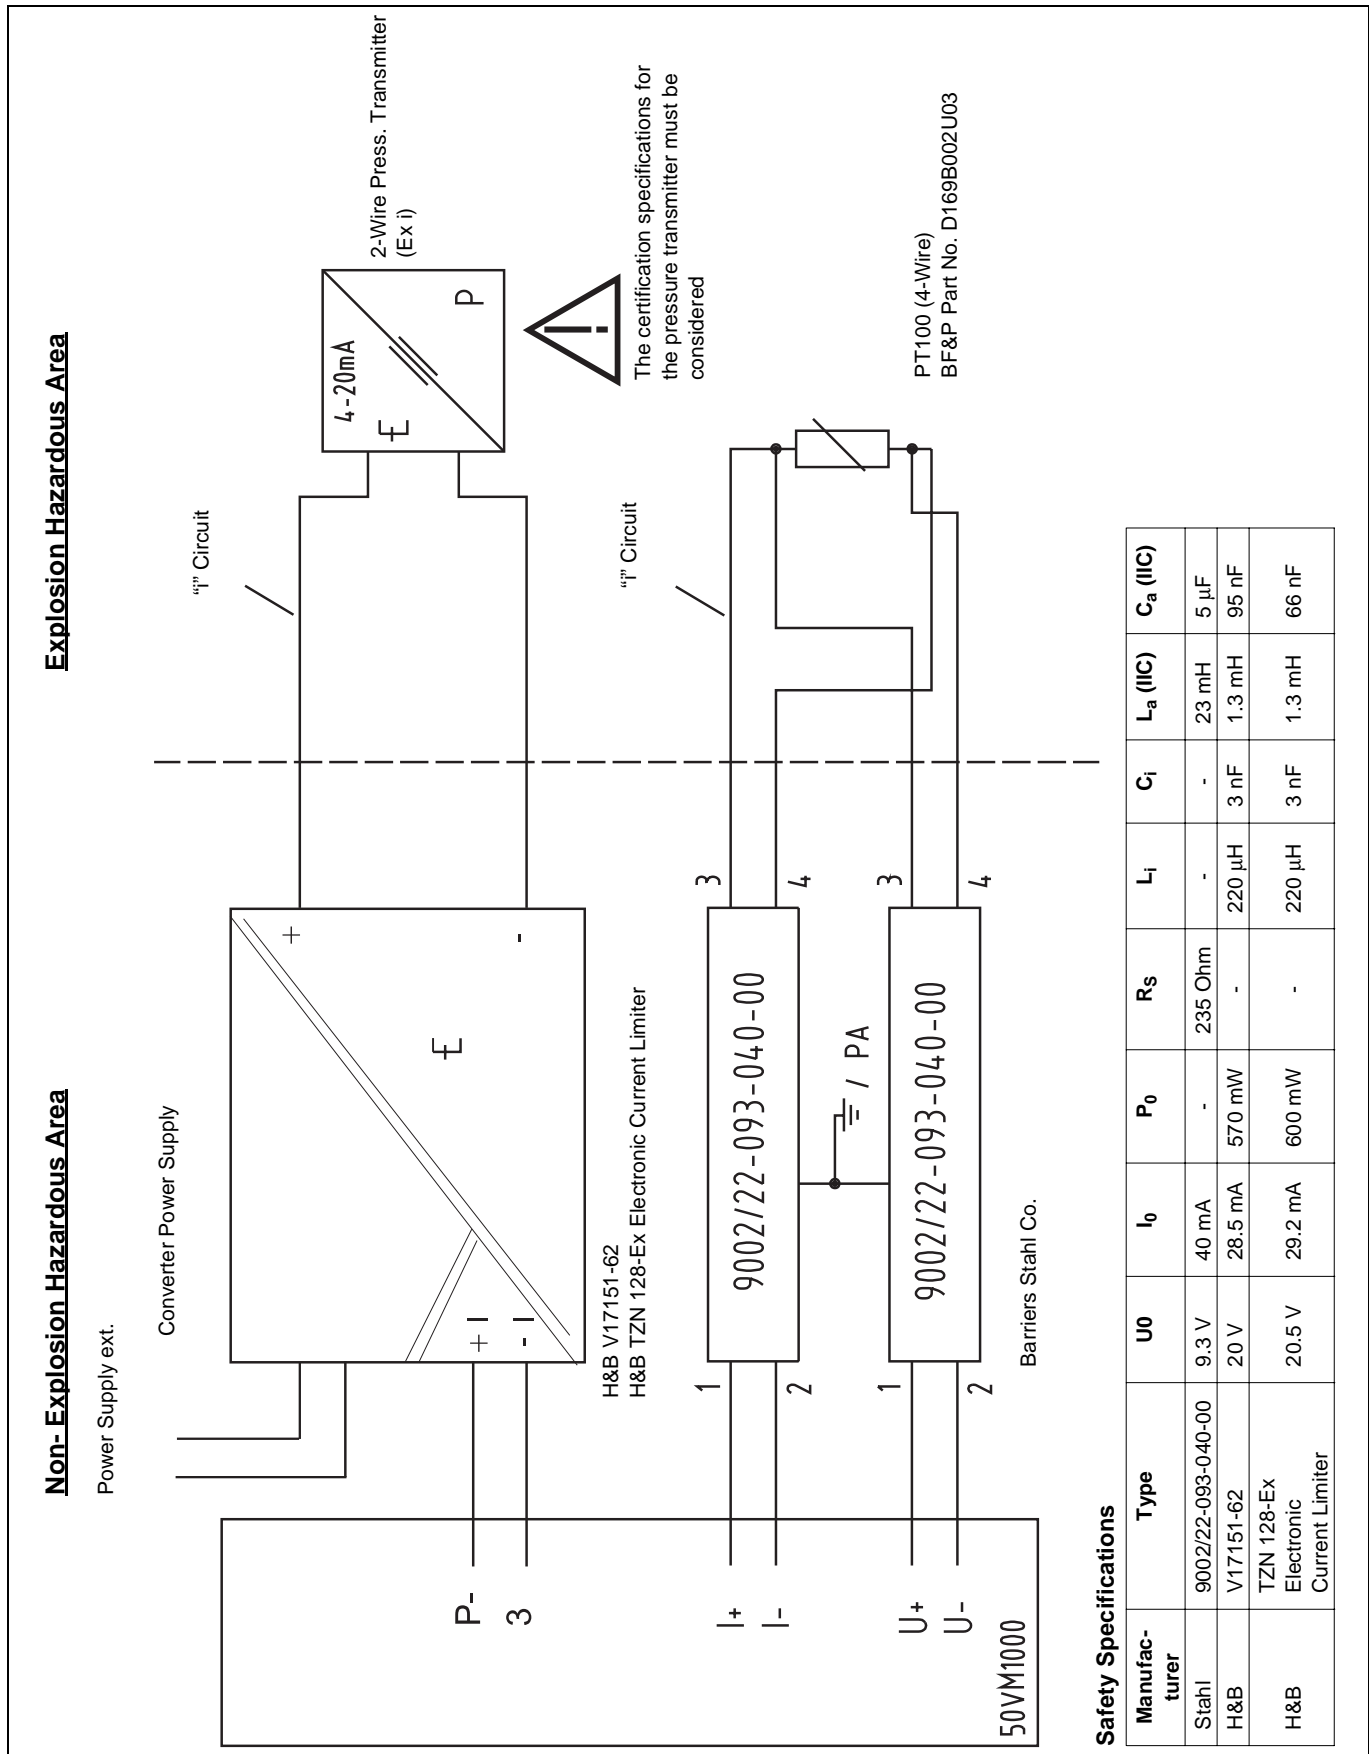 Non- Explosion Hazardous Area
Explosion Hazardous Area
Power Supply ext.
Converter Power Supply
"i" Circuit
2-Wire Press. Transmitter
(Ex i)
4-20mA
E
P
+
-
E
+ I
- I
P-
3
The certification specifications for
the pressure transmitter must be
considered
H&B V17151-62
H&B TZN 128-Ex Electronic Current Limiter
"i" Circuit
I+
I-
1
2
9002/22-093-040-00
3
4
/ PA
U+
U-
1
2
9002/22-093-040-00
3
4
PT100 (4-Wire)
BF&P Part No. D169B002U03
50VM1000
Barriers Stahl Co.
Safety Specifications
Manufac-
turer Type U0 I0 P0 RS Li Ci La (IIC) Ca (IIC)
Stahl 9002/22-093-040-00 9.3 V 40 mA - 235 Ohm - - 23 mH 5 µF
H&B V17151-62 20 V 28.5 mA 570 mW - 220 µH 3 nF 1.3 mH 95 nF
H&B TZN 128-Ex
Electronic
Current Limiter 20.5 V 29.2 mA 600 mW - 220 µH 3 nF 1.3 mH 66 nF